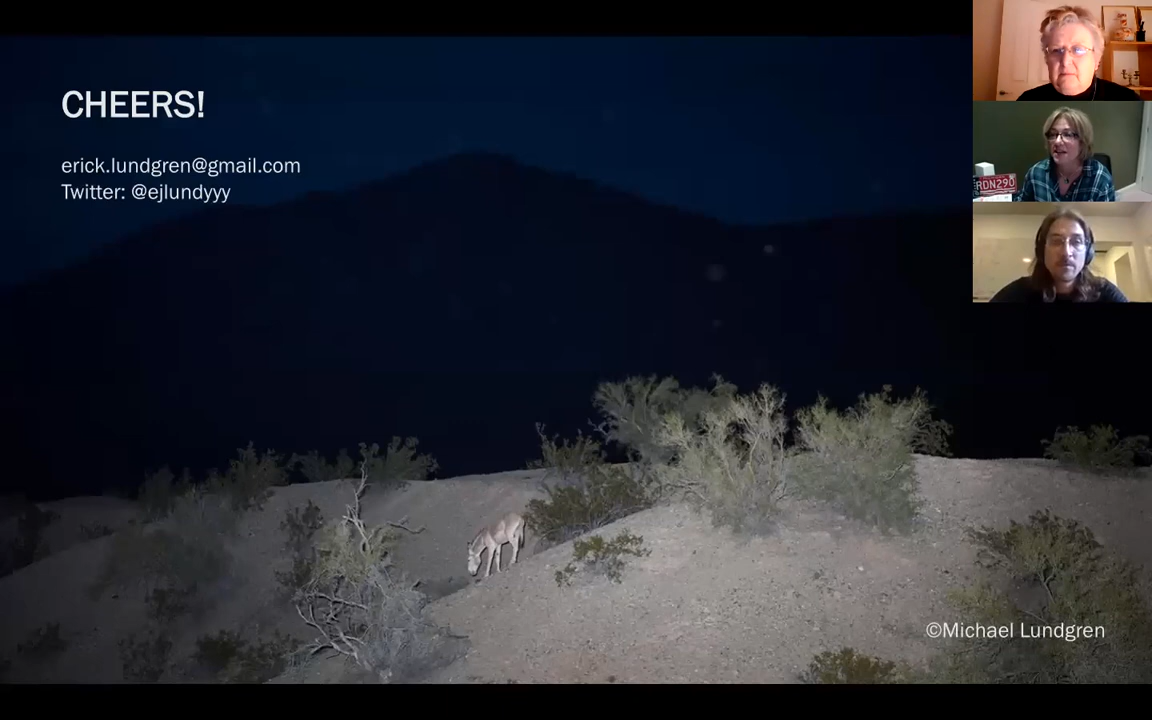 CHEERS!
erick.lundgren@gmail.com
Twitter: @ejlundyyy
RDN290
©Michael Lundgren